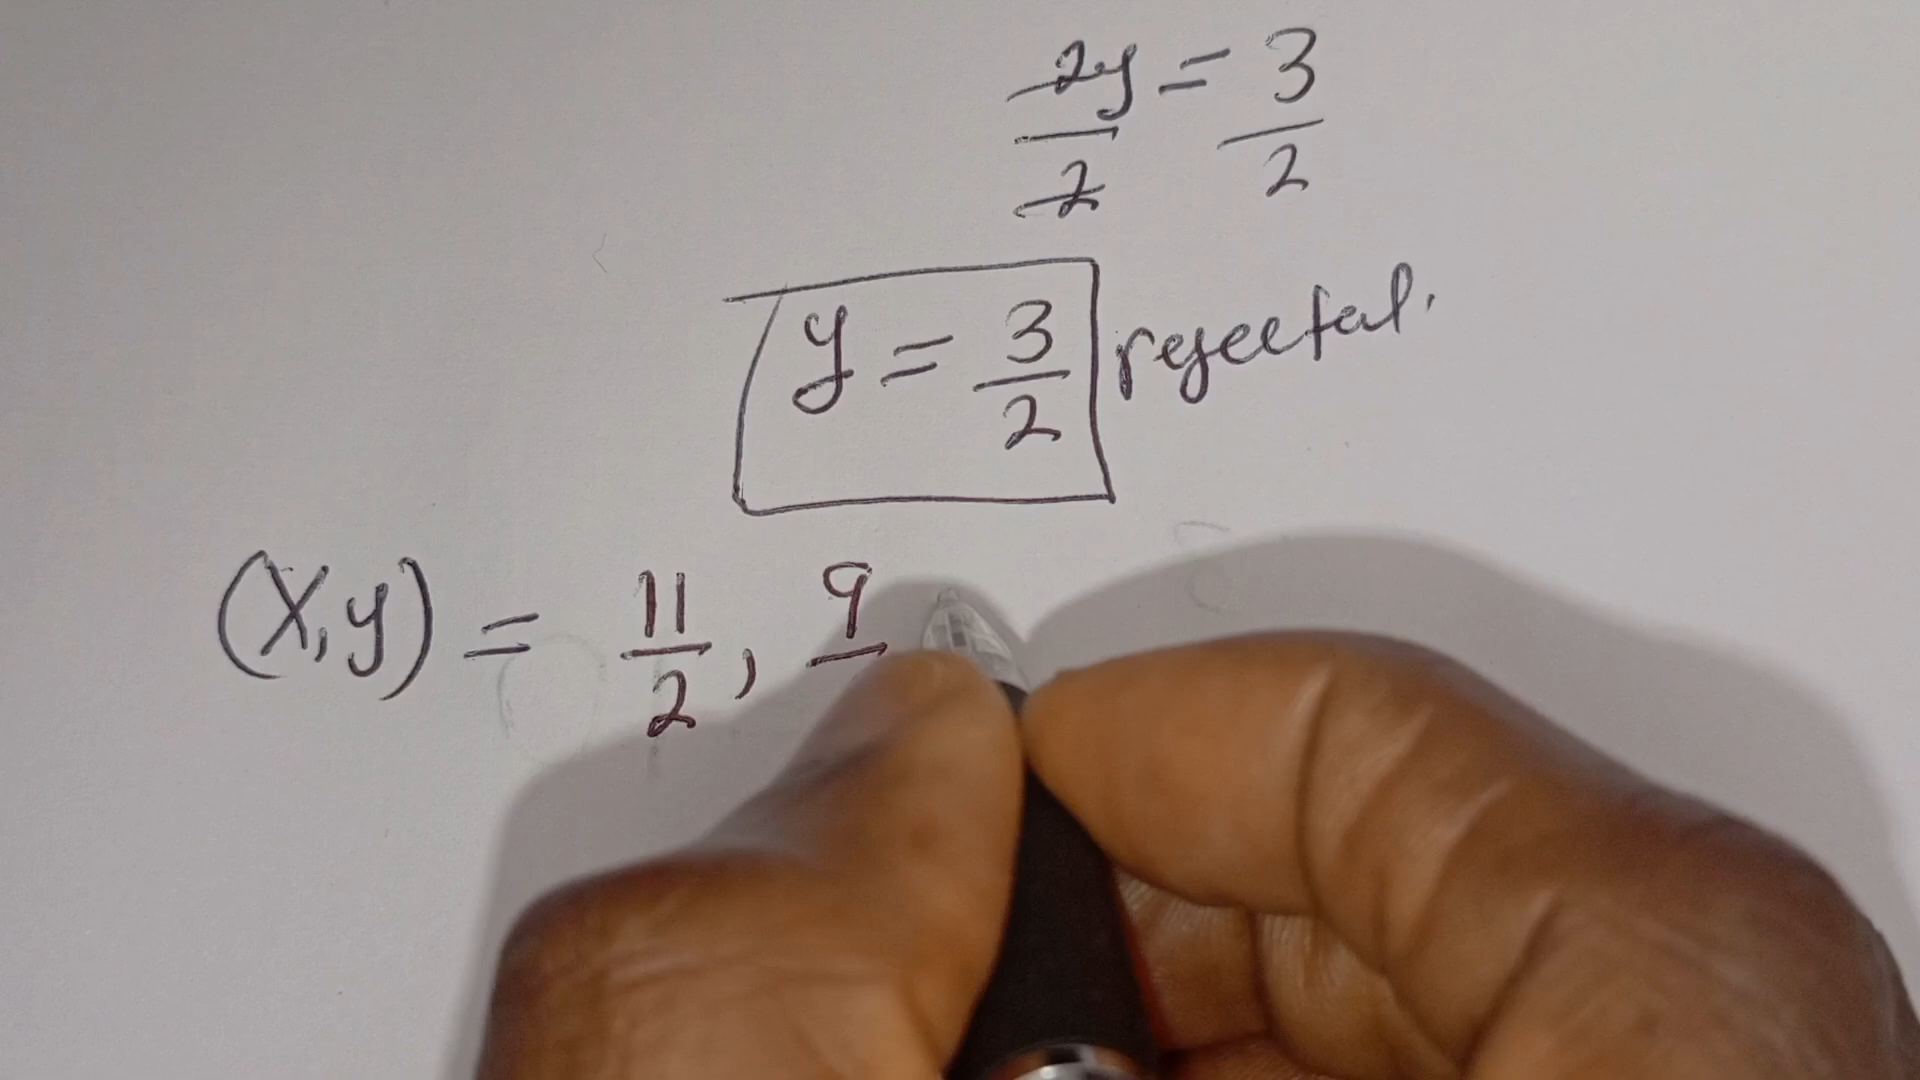 2y = 3
2 2
y = 3/2 rejected.
(x,y) = 11/2, 9